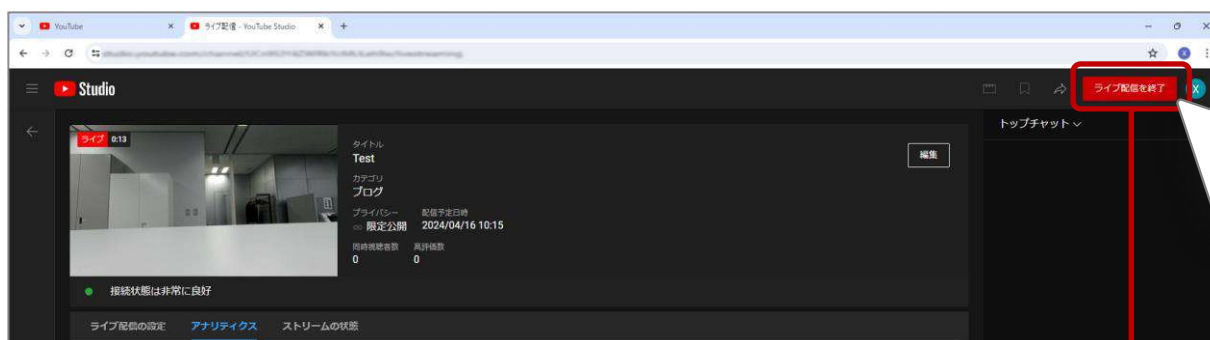 YouTube
ライブ配信 - YouTube Studio
Studio
ライブ配信を終了
X
トップチャット
ライブ 0:13
タイトル
Test
編集
カテゴリ
ブログ
プライバシー 配信予定日時
限定公開 2024/04/16 10:15
同時視聴者数 高評価数
0 0
接続状態は非常に良好
ライブ配信の設定 アナリティクス ストリームの状態